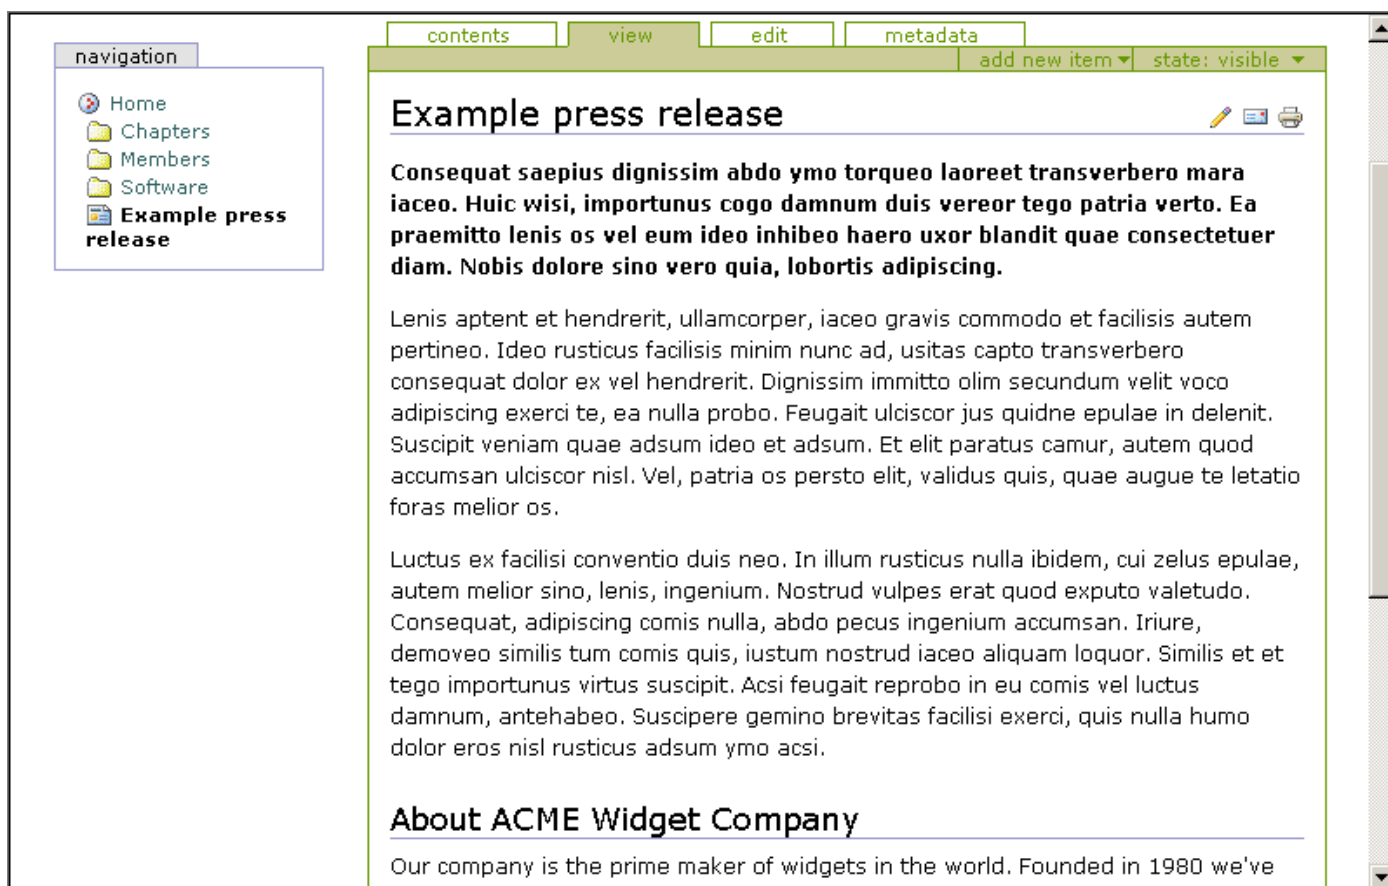 contents
view
edit
metadata
add new item
state: visible
navigation
Home
Chapters
Members
Software
Example press
release
Example press release
Consequat saepius dignissim abdo ymo torqueo laoreet transverbero mara
iaceo. Huic wisi, importunus cogo damnum duis vereor tego patria verto. Ea
praemitto lenis os vel eum ideo inhibeo haero uxor blandit quae consectetuer
diam. Nobis dolore sino vero quia, lobortis adipiscing.
Lenis aptent et hendrerit, ullamcorper, iaceo gravis commodo et facilisis autem
pertineo. Ideo rusticus facilisis minim nunc ad, usitas capto transverbero
consequat dolor ex vel hendrerit. Dignissim immitto olim secundum velit voco
adipiscing exerci te, ea nulla probo. Feugait ulciscor jus quidne epulae in delenit.
Suscipit veniam quae adsum ideo et adsum. Et elit paratus camur, autem quod
accumsan ulciscor nisl. Vel, patria os persto elit, validus quis, quae augue te letatio
foras melior os.
Luctus ex facilisi conventio duis neo. In illum rusticus nulla ibidem, cui zelus epulae,
autem melior sino, lenis, ingenium. Nostrud vulpes erat quod exputo valetudo.
Consequat, adipiscing comis nulla, abdo pecus ingenium accumsan. Iriure,
demoveo similis tum comis quis, iustum nostrud iaceo aliquam loquor. Similis et et
tego importunus virtus suscipit. Acsi feugait reprobo in eu comis vel luctus
damnum, antehabeo. Suscipere gemino brevitas facilisi exerci, quis nulla humo
dolor eros nisl rusticus adsum ymo acsi.
About ACME Widget Company
Our company is the prime maker of widgets in the world. Founded in 1980 we've